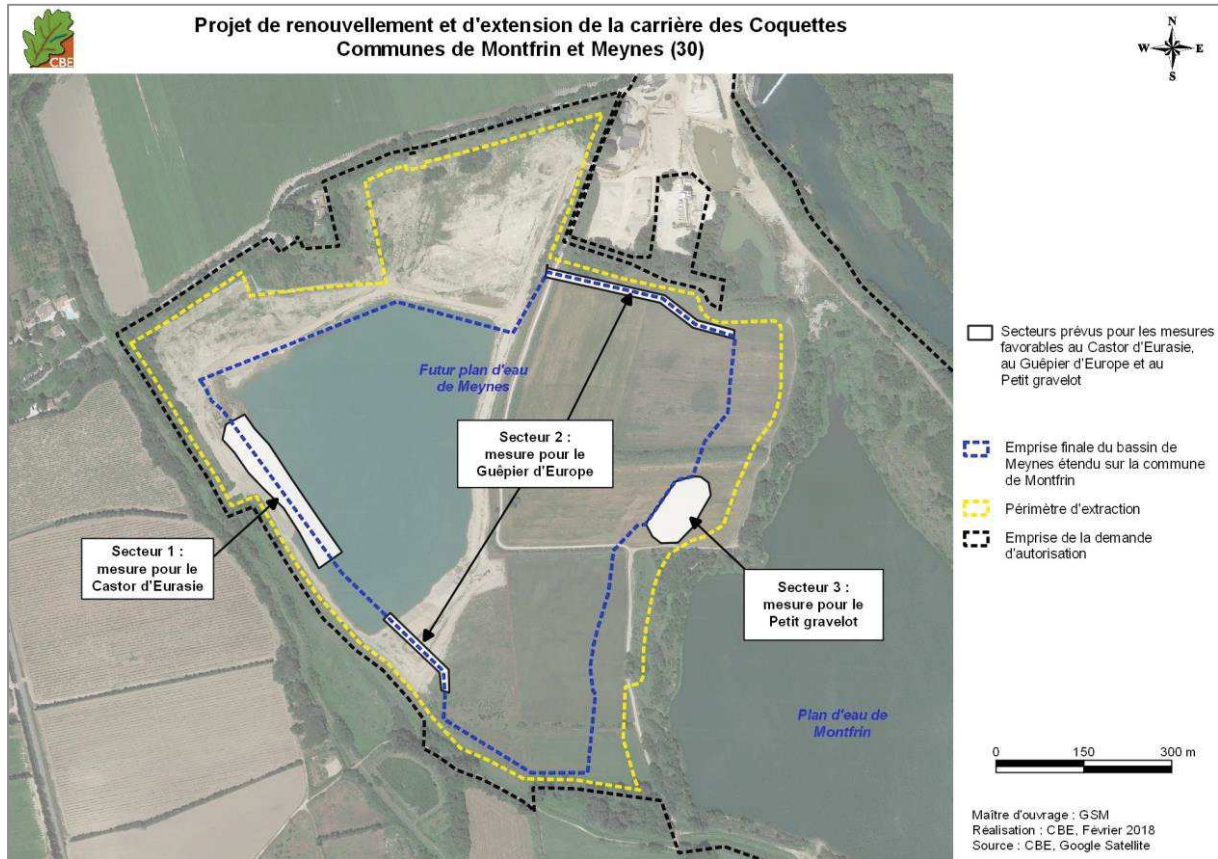 Projet de renouvellement et d'extension de la carrière des Coquettes
Communes de Montfrin et Meynes (30)
CBE
N
W E
S
Futur plan d'eau
de Meynes
Secteur 2 :
mesure pour le
Guêpier d'Europe
Secteur 1 :
mesure pour le
Castor d'Eurasie
Secteur 3 :
mesure pour le
Petit gravelot
Plan d'eau de
Montfrin
Secteurs prévus pour les mesures
favorables au Castor d'Eurasie,
au Guêpier d'Europe et au
Petit gravelot
Emprise finale du bassin de
Meynes étendu sur la commune
de Montfrin
Périmètre d'extraction
Emprise de la demande
d'autorisation
0 150 300 m
Maître d'ouvrage : GSM
Réalisation : CBE, Février 2018
Source : CBE, Google Satellite